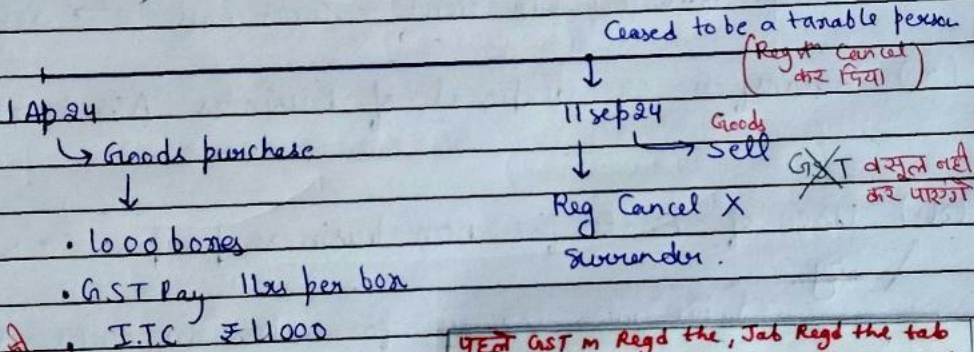 Ceased to be a taxable person
(Regn Cancel
कर दिया)
1 Ap 24
11 sep 24
Goods
↳ Goods purchase
→ Sell
GST वसूल नही
कर पाएंगे
Reg Cancel X
• 1000 boxes
surrender.
• GST Pay 11rs per box
• I.T.C ₹ 11000
पहले GST m Regd the, Jab Regd the tab